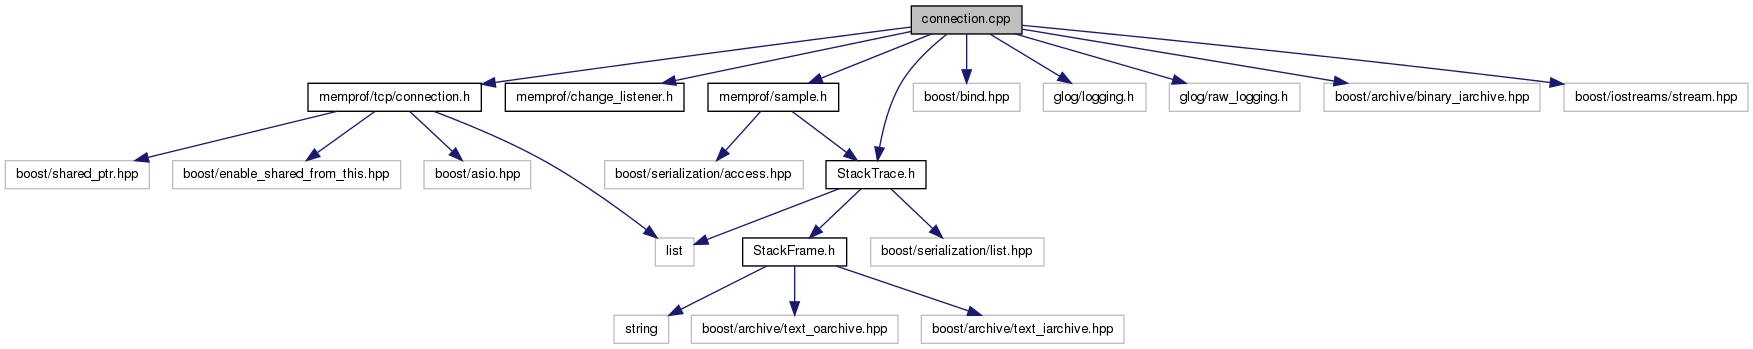 connection.cpp
memprof/tcp/connection.h
memprof/change_listener.h
memprof/sample.h
boost/bind.hpp
glog/logging.h
glog/raw_logging.h
boost/archive/binary_iarchive.hpp
boost/iostreams/stream.hpp
boost/shared_ptr.hpp
boost/enable_shared_from_this.hpp
boost/asio.hpp
boost/serialization/access.hpp
StackTrace.h
list
StackFrame.h
boost/serialization/list.hpp
string
boost/archive/text_oarchive.hpp
boost/archive/text_iarchive.hpp